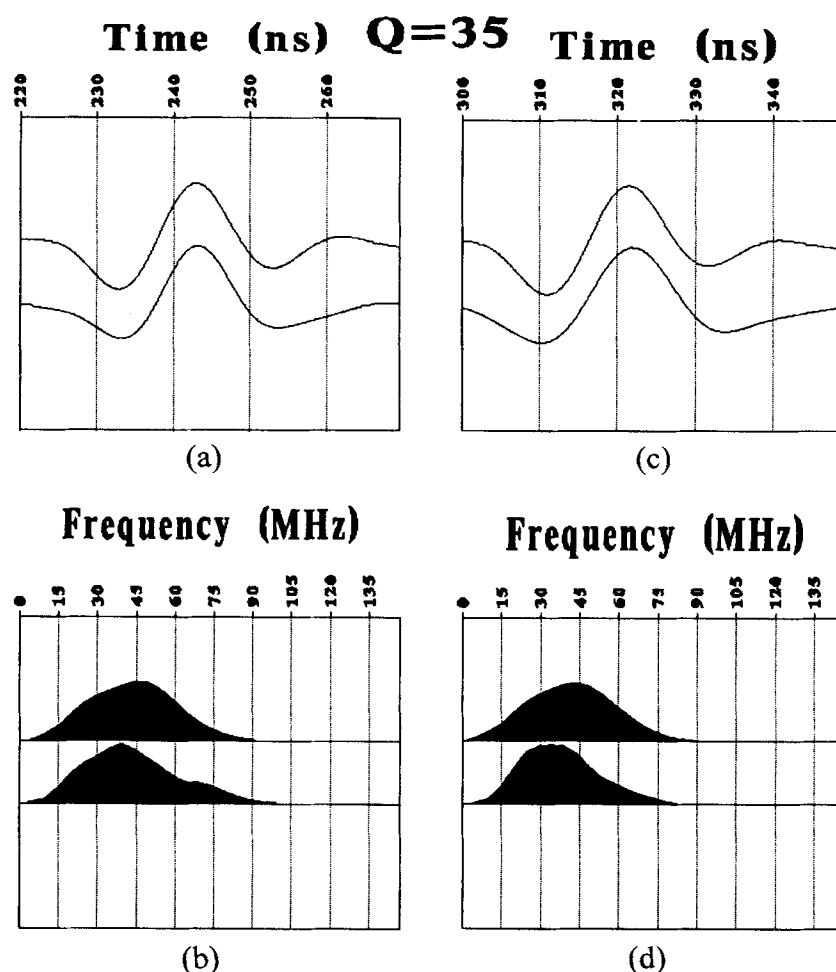 Time (ns) Q=35 Time (ns)
220 230 240 250 260
300 310 320 330 340
(a) (c)
Frequency (MHz) Frequency (MHz)
0 15 30 45 60 75 90 105 120 135
0 15 30 45 60 75 90 105 120 135
(b) (d)